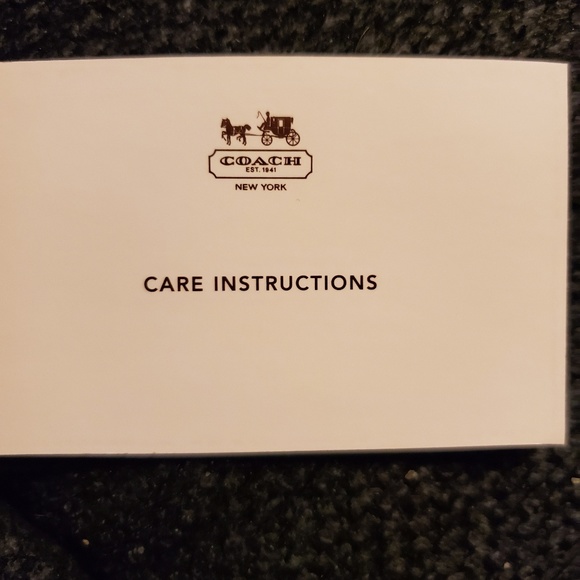 COACH
EST. 1941
NEW YORK
CARE INSTRUCTIONS